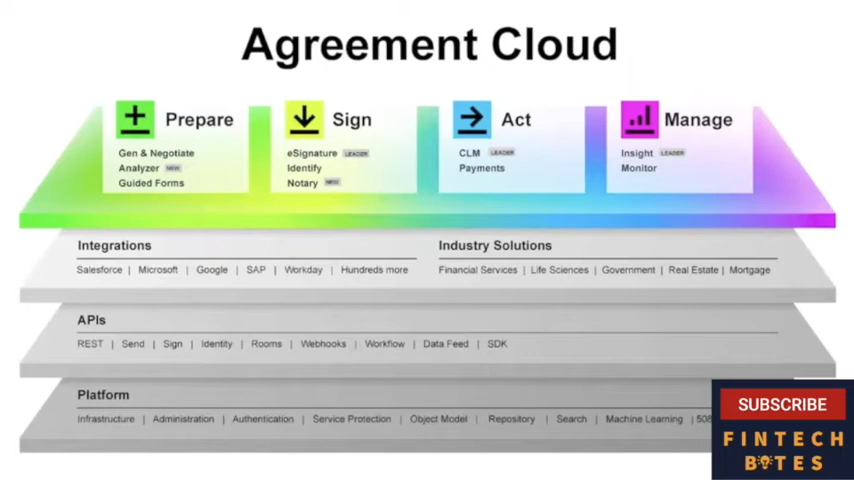 Agreement Cloud
Prepare
Gen & Negotiate
Analyzer NEW
Guided Forms
Sign
eSignature LEADER
Identify
Notary NEW
Act
CLM LEADER
Payments
Manage
Insight LEADER
Monitor
Integrations
Salesforce | Microsoft | Google | SAP | Workday | Hundreds more
Industry Solutions
Financial Services | Life Sciences | Government | Real Estate | Mortgage
APIs
REST | Send | Sign | Identity | Rooms | Webhooks | Workflow | Data Feed | SDK
Platform
Infrastructure | Administration | Authentication | Service Protection | Object Model | Repository | Search | Machine Learning | 508
SUBSCRIBE
FINTECH
BYTES